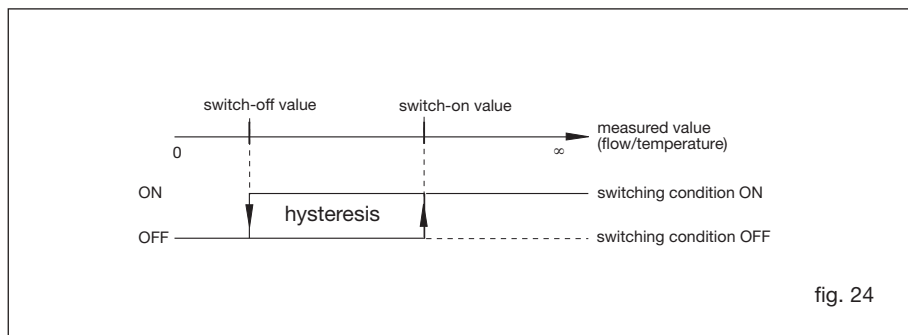 switch-off value
switch-on value
measured value
(flow/temperature)
0
∞
ON
switching condition ON
hysteresis
OFF
switching condition OFF
fig. 24